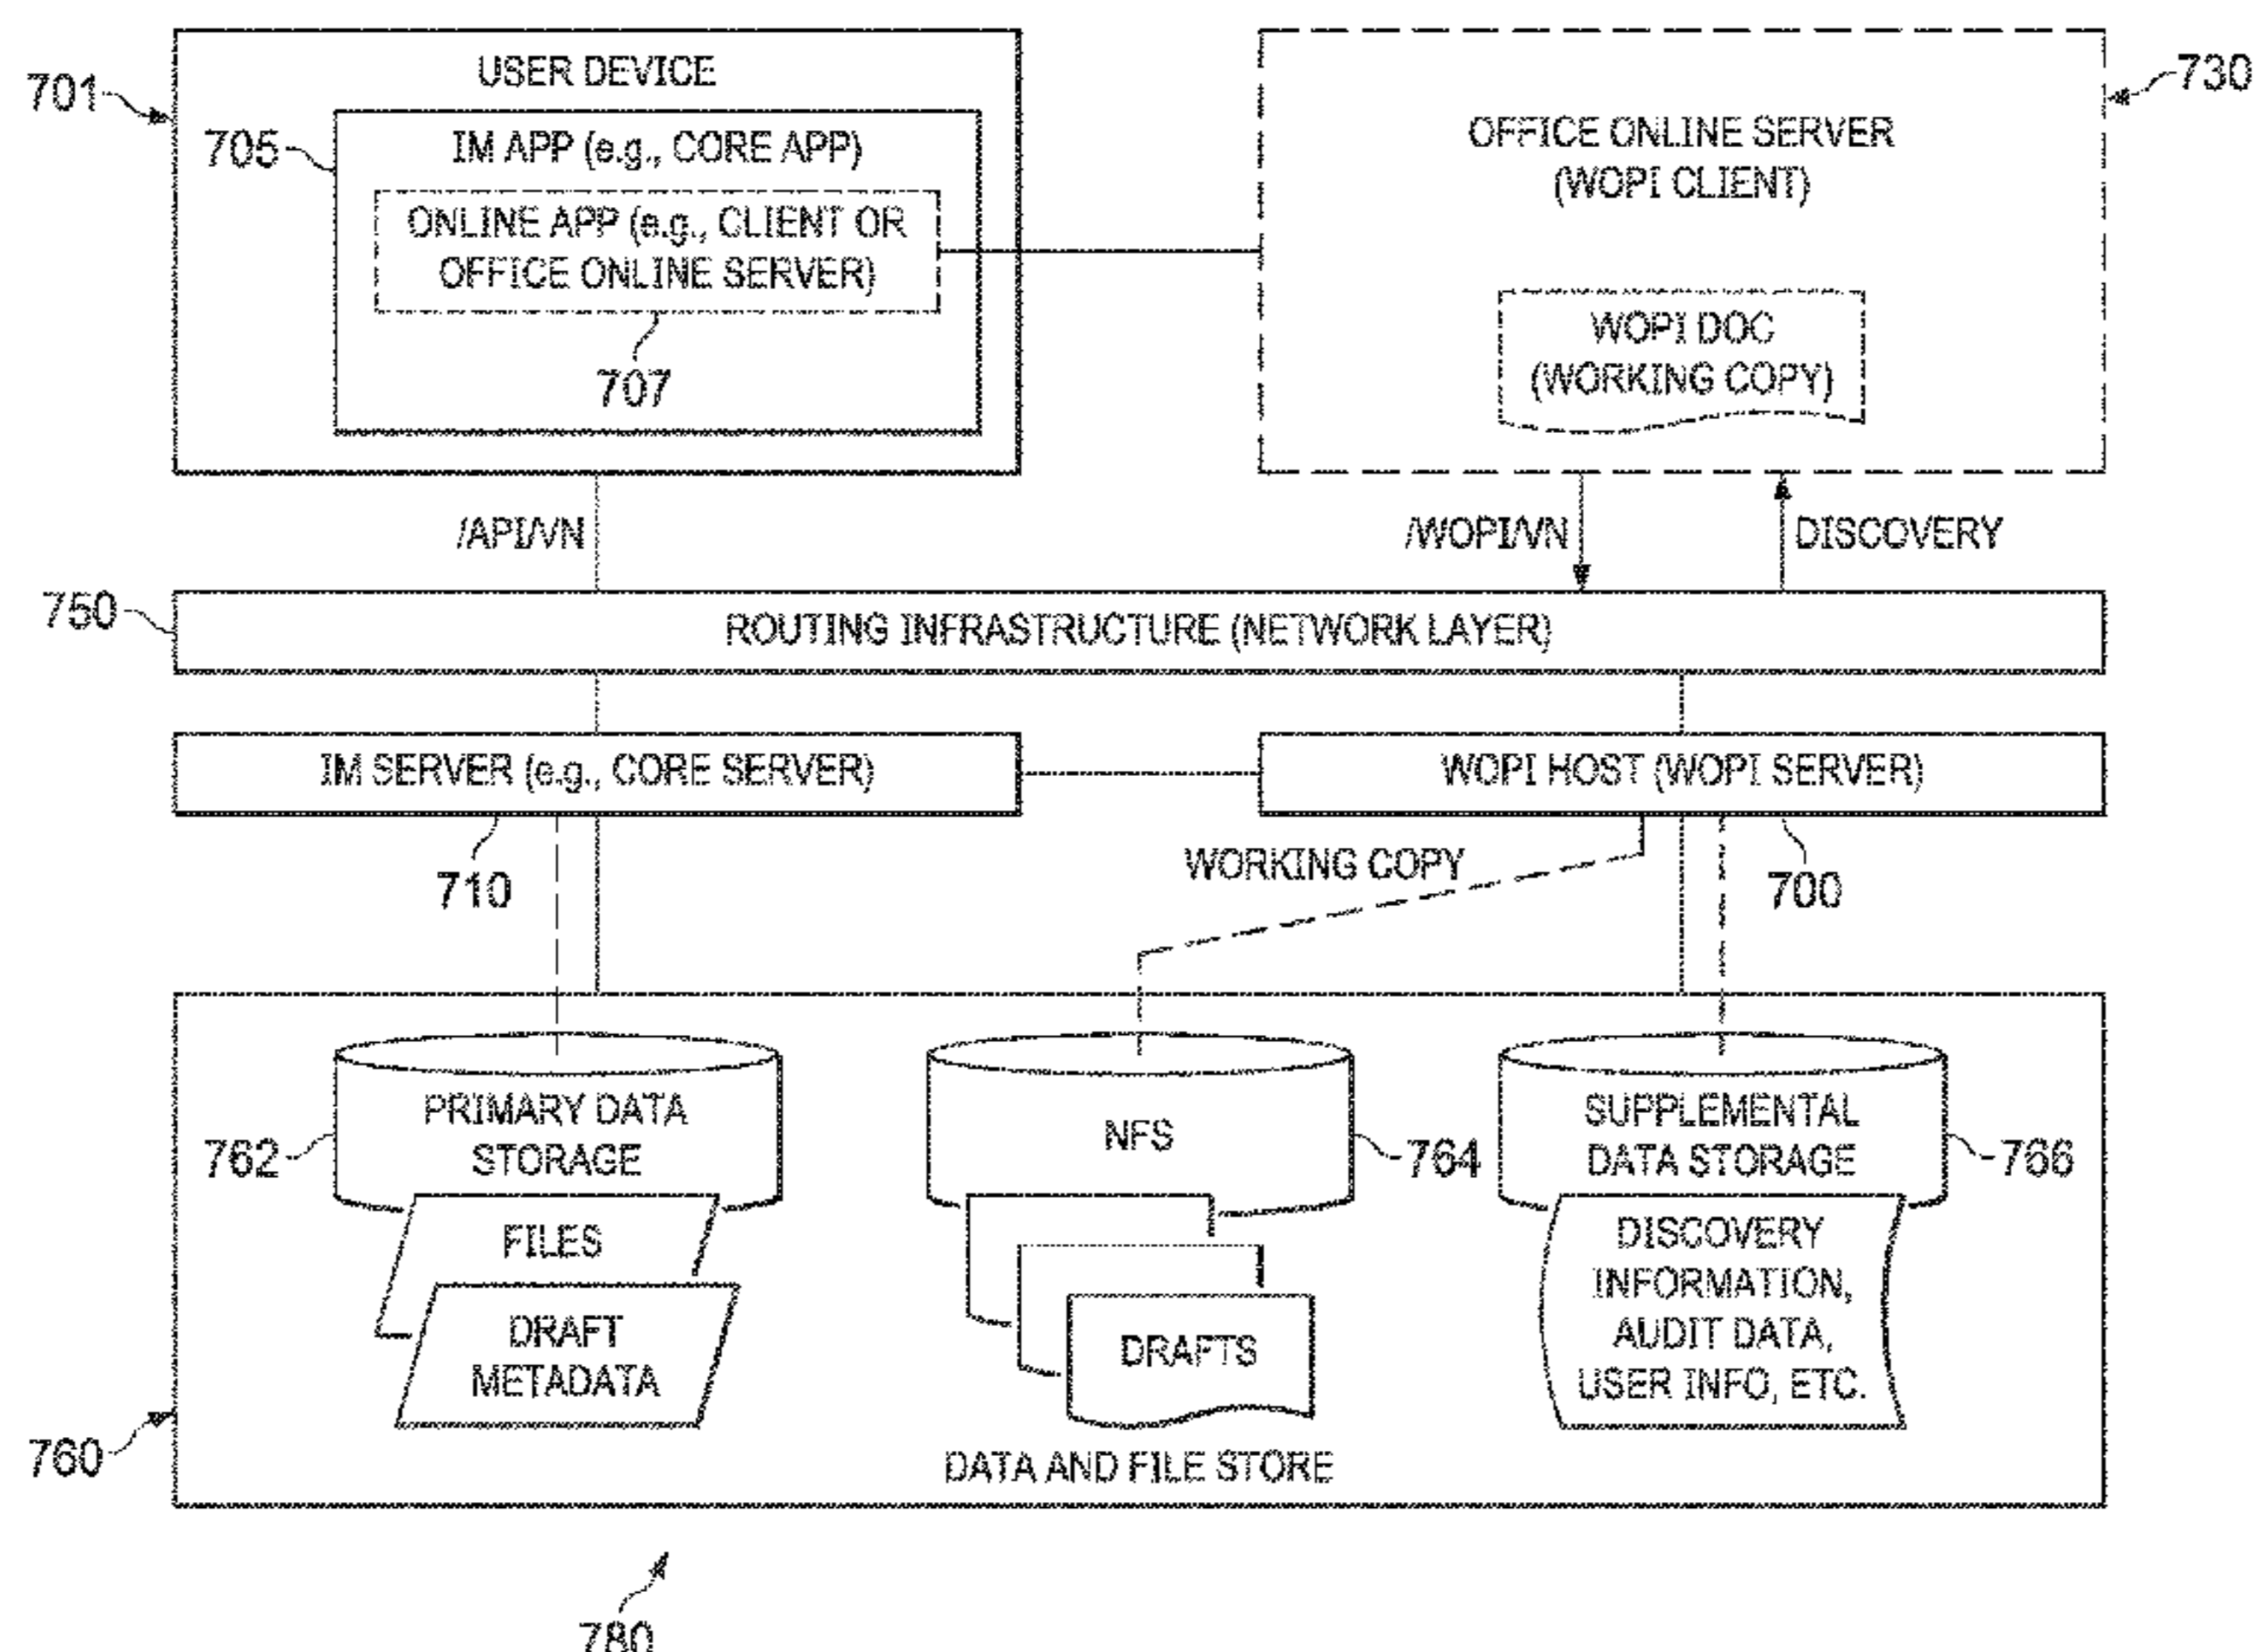 USER DEVICE
701
705
IM APP (e.g., CORE APP)
ONLINE APP (e.g., CLIENT OR
OFFICE ONLINE SERVER)
707
730
OFFICE ONLINE SERVER
(WOPI CLIENT)
WOPI DOC
(WORKING COPY)
/API/VN
/WOPI/VN
DISCOVERY
750
ROUTING INFRASTRUCTURE (NETWORK LAYER)
IM SERVER (e.g., CORE SERVER)
WOPI HOST (WOPI SERVER)
710
WORKING COPY
700
PRIMARY DATA
STORAGE
762
FILES
DRAFT
METADATA
NFS
764
DRAFTS
SUPPLEMENTAL
DATA STORAGE
766
DISCOVERY
INFORMATION,
AUDIT DATA,
USER INFO, ETC.
760
DATA AND FILE STORE
780